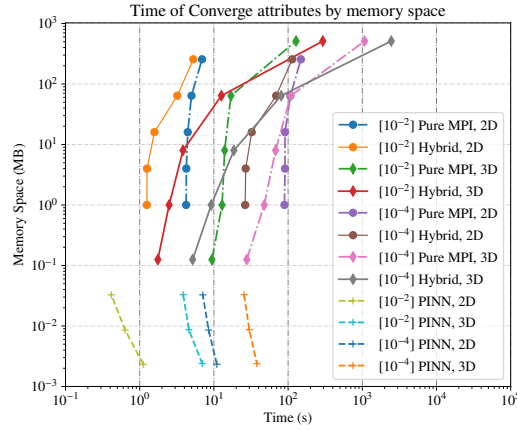 Time of Converge attributes by memory space
Memory Space (MB)
10³
10²
10¹
10⁰
10⁻¹
10⁻²
10⁻³
[10⁻²] Pure MPI, 2D
[10⁻²] Hybrid, 2D
[10⁻²] Pure MPI, 3D
[10⁻²] Hybrid, 3D
[10⁻⁴] Pure MPI, 2D
[10⁻⁴] Hybrid, 2D
[10⁻⁴] Pure MPI, 3D
[10⁻⁴] Hybrid, 3D
[10⁻²] PINN, 2D
[10⁻²] PINN, 3D
[10⁻⁴] PINN, 2D
[10⁻⁴] PINN, 3D
10⁻¹ 10⁰ 10¹ 10² 10³ 10⁴ 10⁵
Time (s)